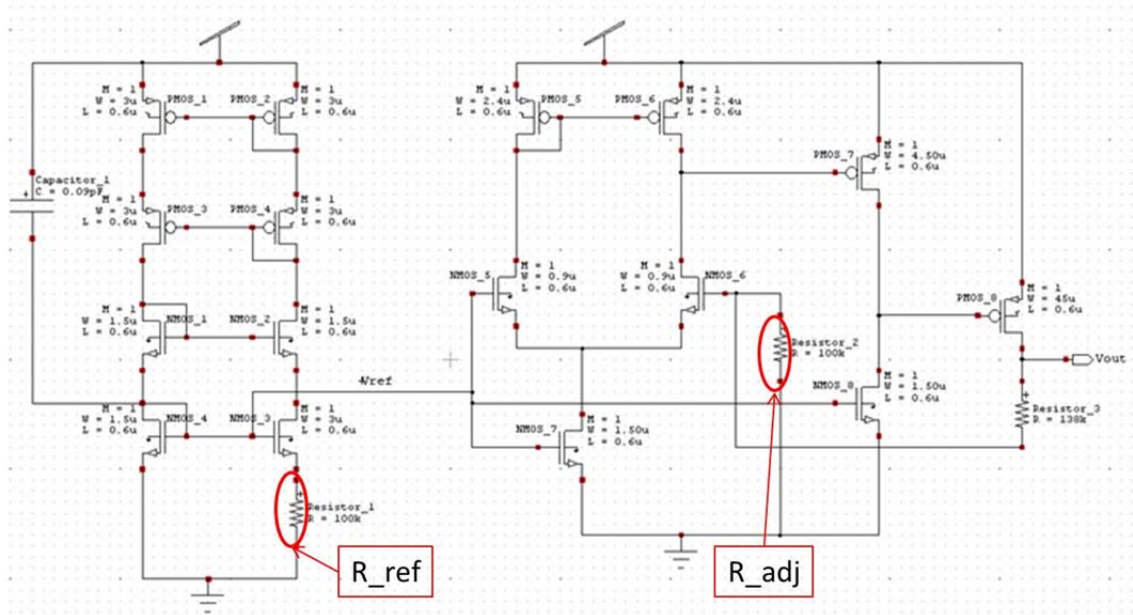 M = 1
W = 3u
L = 0.6u
PMOS_1
PMOS_2
M = 1
W = 3u
L = 0.6u
Capacitor_1
C = 0.09pF
M = 1
W = 3u
L = 0.6u
PMOS_3
PMOS_4
M = 1
W = 3u
L = 0.6u
M = 1
W = 1.5u
L = 0.6u
NMOS_1
NMOS_2
M = 1
W = 1.5u
L = 0.6u
Vref
M = 1
W = 1.5u
L = 0.6u
NMOS_4
NMOS_3
M = 1
W = 3u
L = 0.6u
Resistor_1
R = 100k
R_ref
M = 1
W = 2.4u
L = 0.6u
PMOS_5
PMOS_6
M = 1
W = 2.4u
L = 0.6u
PMOS_7
M = 1
W = 4.50u
L = 0.6u
NMOS_5
M = 1
W = 0.9u
L = 0.6u
M = 1
W = 0.9u
L = 0.6u
NMOS_6
PMOS_8
M = 1
W = 45u
L = 0.6u
Resistor_2
R = 100k
Vout
NMOS_8
M = 1
W = 1.50u
L = 0.6u
NMOS_7
M = 1
W = 1.50u
L = 0.6u
Resistor_3
R = 138k
R_adj